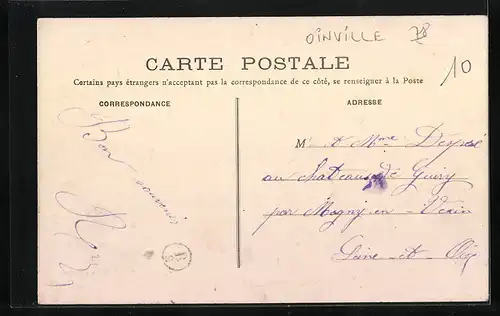 OINVILLE 78
10
CARTE POSTALE
Certains pays étrangers n'acceptant pas la correspondance de ce côté, se renseigner à la Poste
CORRESPONDANCE
ADRESSE
Bon souvenir
M. & Mme
au Chateau de Guiry
par Magny-en-Vexin
Seine-et-Oise